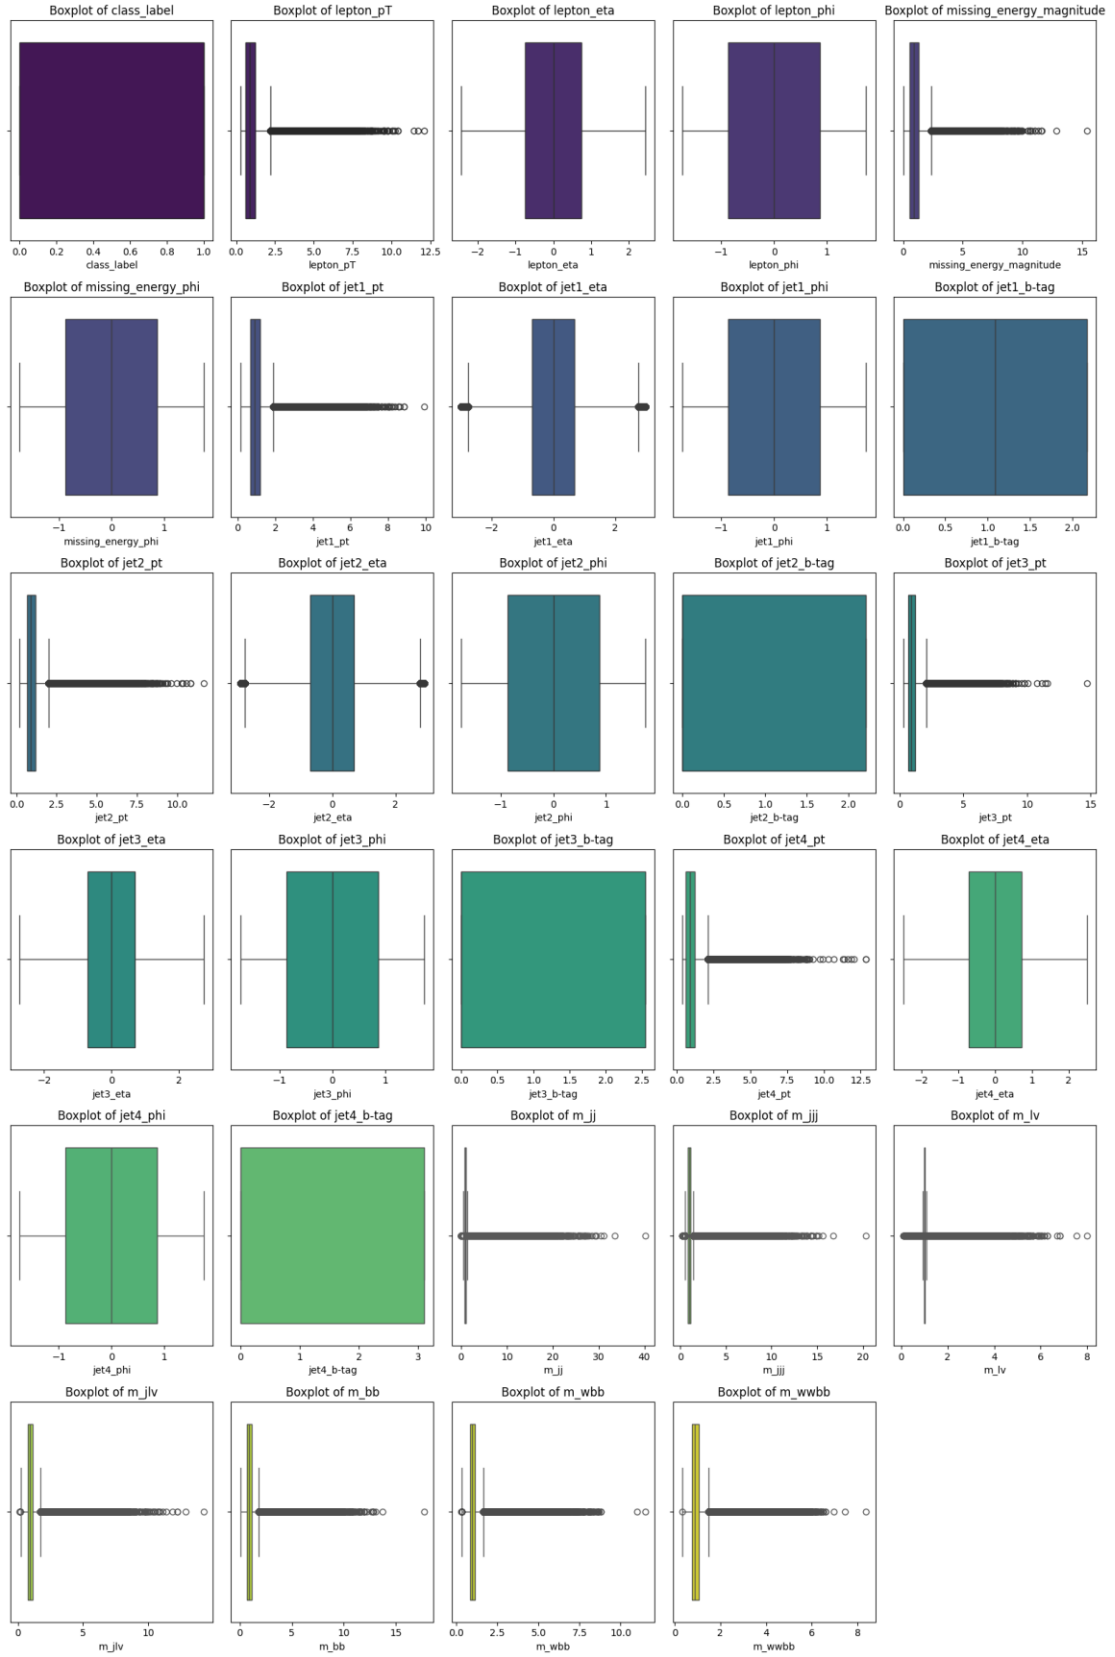 Boxplot of class_label
Boxplot of lepton_pT
Boxplot of lepton_eta
Boxplot of lepton_phi
Boxplot of missing_energy_magnitude
0.0 0.2 0.4 0.6 0.8 1.0
0.0 2.5 5.0 7.5 10.0 12.5
−2 −1 0 1 2
−1 0 1
0 5 10 15
class_label
lepton_pT
lepton_eta
lepton_phi
missing_energy_magnitude
Boxplot of missing_energy_phi
Boxplot of jet1_pt
Boxplot of jet1_eta
Boxplot of jet1_phi
Boxplot of jet1_b-tag
−1 0 1
0 2 4 6 8 10
−2 0 2
−1 0 1
0.0 0.5 1.0 1.5 2.0
missing_energy_phi
jet1_pt
jet1_eta
jet1_phi
jet1_b-tag
Boxplot of jet2_pt
Boxplot of jet2_eta
Boxplot of jet2_phi
Boxplot of jet2_b-tag
Boxplot of jet3_pt
0.0 2.5 5.0 7.5 10.0
−2 0 2
−1 0 1
0.0 0.5 1.0 1.5 2.0
0 5 10 15
jet2_pt
jet2_eta
jet2_phi
jet2_b-tag
jet3_pt
Boxplot of jet3_eta
Boxplot of jet3_phi
Boxplot of jet3_b-tag
Boxplot of jet4_pt
Boxplot of jet4_eta
−2 0 2
−1 0 1
0.0 0.5 1.0 1.5 2.0 2.5
0.0 2.5 5.0 7.5 10.0 12.5
−2 −1 0 1 2
jet3_eta
jet3_phi
jet3_b-tag
jet4_pt
jet4_eta
Boxplot of jet4_phi
Boxplot of jet4_b-tag
Boxplot of m_jj
Boxplot of m_jjj
Boxplot of m_lv
−1 0 1
0 1 2 3
0 10 20 30 40
0 5 10 15 20
0 2 4 6 8
jet4_phi
jet4_b-tag
m_jj
m_jjj
m_lv
Boxplot of m_jlv
Boxplot of m_bb
Boxplot of m_wbb
Boxplot of m_wwbb
0 5 10
0 5 10 15
0.0 2.5 5.0 7.5 10.0
0 2 4 6 8
m_jlv
m_bb
m_wbb
m_wwbb